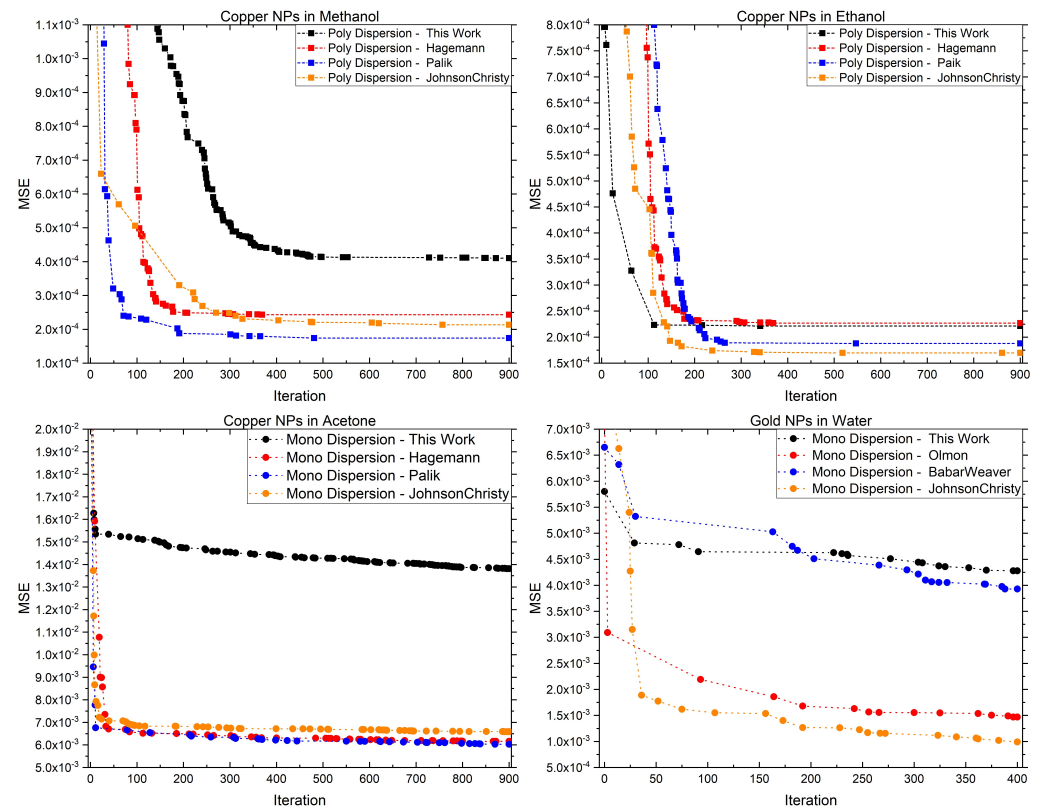 Copper NPs in Methanol
1.1x10⁻³
1.0x10⁻³
9.0x10⁻⁴
8.0x10⁻⁴
7.0x10⁻⁴
6.0x10⁻⁴
5.0x10⁻⁴
4.0x10⁻⁴
3.0x10⁻⁴
2.0x10⁻⁴
1.0x10⁻⁴
MSE
Poly Dispersion - This Work
Poly Dispersion - Hagemann
Poly Dispersion - Palik
Poly Dispersion - JohnsonChristy
0 100 200 300 400 500 600 700 800 900
Iteration
Copper NPs in Ethanol
8.0x10⁻⁴
7.5x10⁻⁴
7.0x10⁻⁴
6.5x10⁻⁴
6.0x10⁻⁴
5.5x10⁻⁴
5.0x10⁻⁴
4.5x10⁻⁴
4.0x10⁻⁴
3.5x10⁻⁴
3.0x10⁻⁴
2.5x10⁻⁴
2.0x10⁻⁴
1.5x10⁻⁴
MSE
Poly Dispersion - This Work
Poly Dispersion - Hagemann
Poly Dispersion - Paik
Poly Dispersion - JohnsonChristy
0 100 200 300 400 500 600 700 800 900
Iteration
Copper NPs in Acetone
2.0x10⁻²
1.8x10⁻²
1.7x10⁻²
1.6x10⁻²
1.5x10⁻²
1.4x10⁻²
1.2x10⁻²
1.1x10⁻²
1.0x10⁻²
9.0x10⁻³
8.0x10⁻³
7.0x10⁻³
6.0x10⁻³
5.0x10⁻³
MSE
Mono Dispersion - This Work
Mono Dispersion - Hagemann
Mono Dispersion - Palik
Mono Dispersion - JohnsonChristy
0 100 200 300 400 500 600 700 800 900
Iteration
Gold NPs in Water
7.0x10⁻³
6.5x10⁻³
6.0x10⁻³
5.5x10⁻³
5.0x10⁻³
4.5x10⁻³
4.0x10⁻³
3.5x10⁻³
3.0x10⁻³
2.5x10⁻³
2.0x10⁻³
1.5x10⁻³
1.0x10⁻³
5.0x10⁻⁴
MSE
Mono Dispersion - This Work
Mono Dispersion - Olmon
Mono Dispersion - BabarWeaver
Mono Dispersion - JohnsonChristy
0 50 100 150 200 250 300 350 400
Iteration